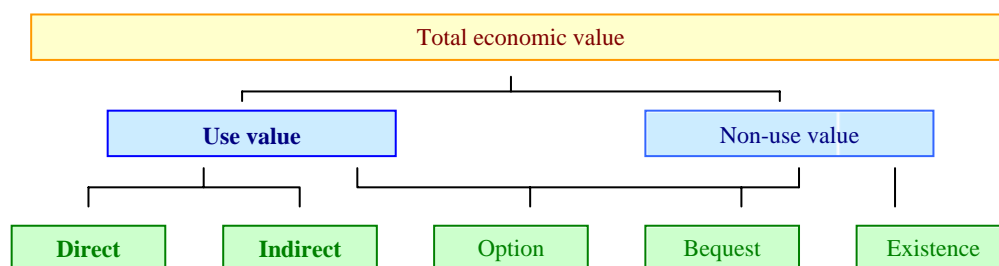 Total economic value
Use value
Non-use value
Direct
Indirect
Option
Bequest
Existence